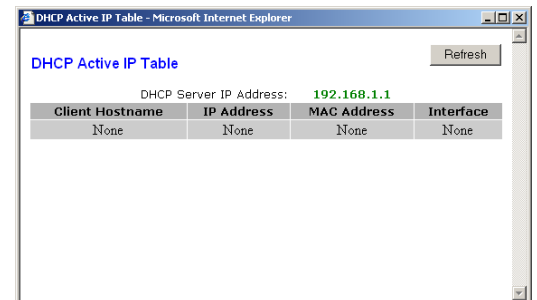 DHCP Active IP Table - Microsoft Internet Explorer
DHCP Active IP Table
Refresh
DHCP Server IP Address: 192.168.1.1
Client Hostname IP Address MAC Address Interface
None None None None